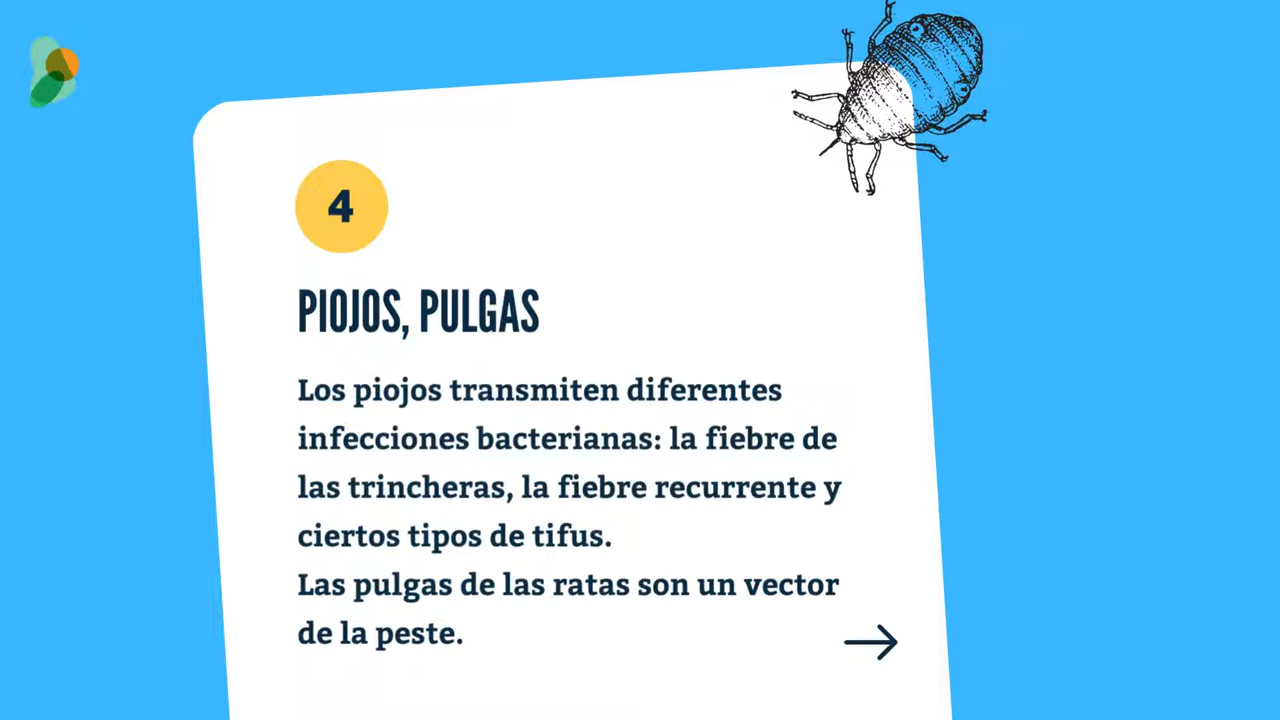 4
PIOJOS, PULGAS
Los piojos transmiten diferentes
infecciones bacterianas: la fiebre de
las trincheras, la fiebre recurrente y
ciertos tipos de tifus.
Las pulgas de las ratas son un vector
de la peste.